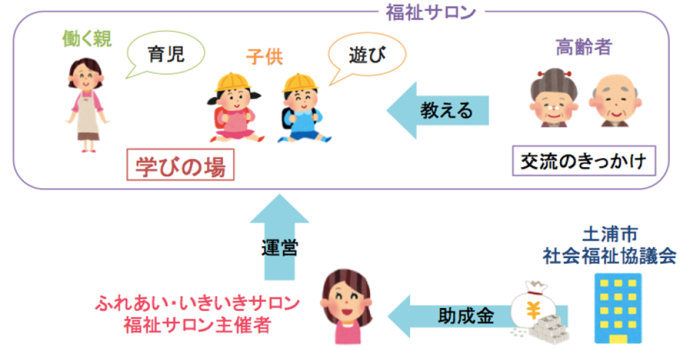 福祉サロン
働く親
育児
子供
遊び
高齢者
教える
学びの場
交流のきっかけ
運営
土浦市
社会福祉協議会
ふれあい・いきいきサロン
福祉サロン主催者
助成金
¥